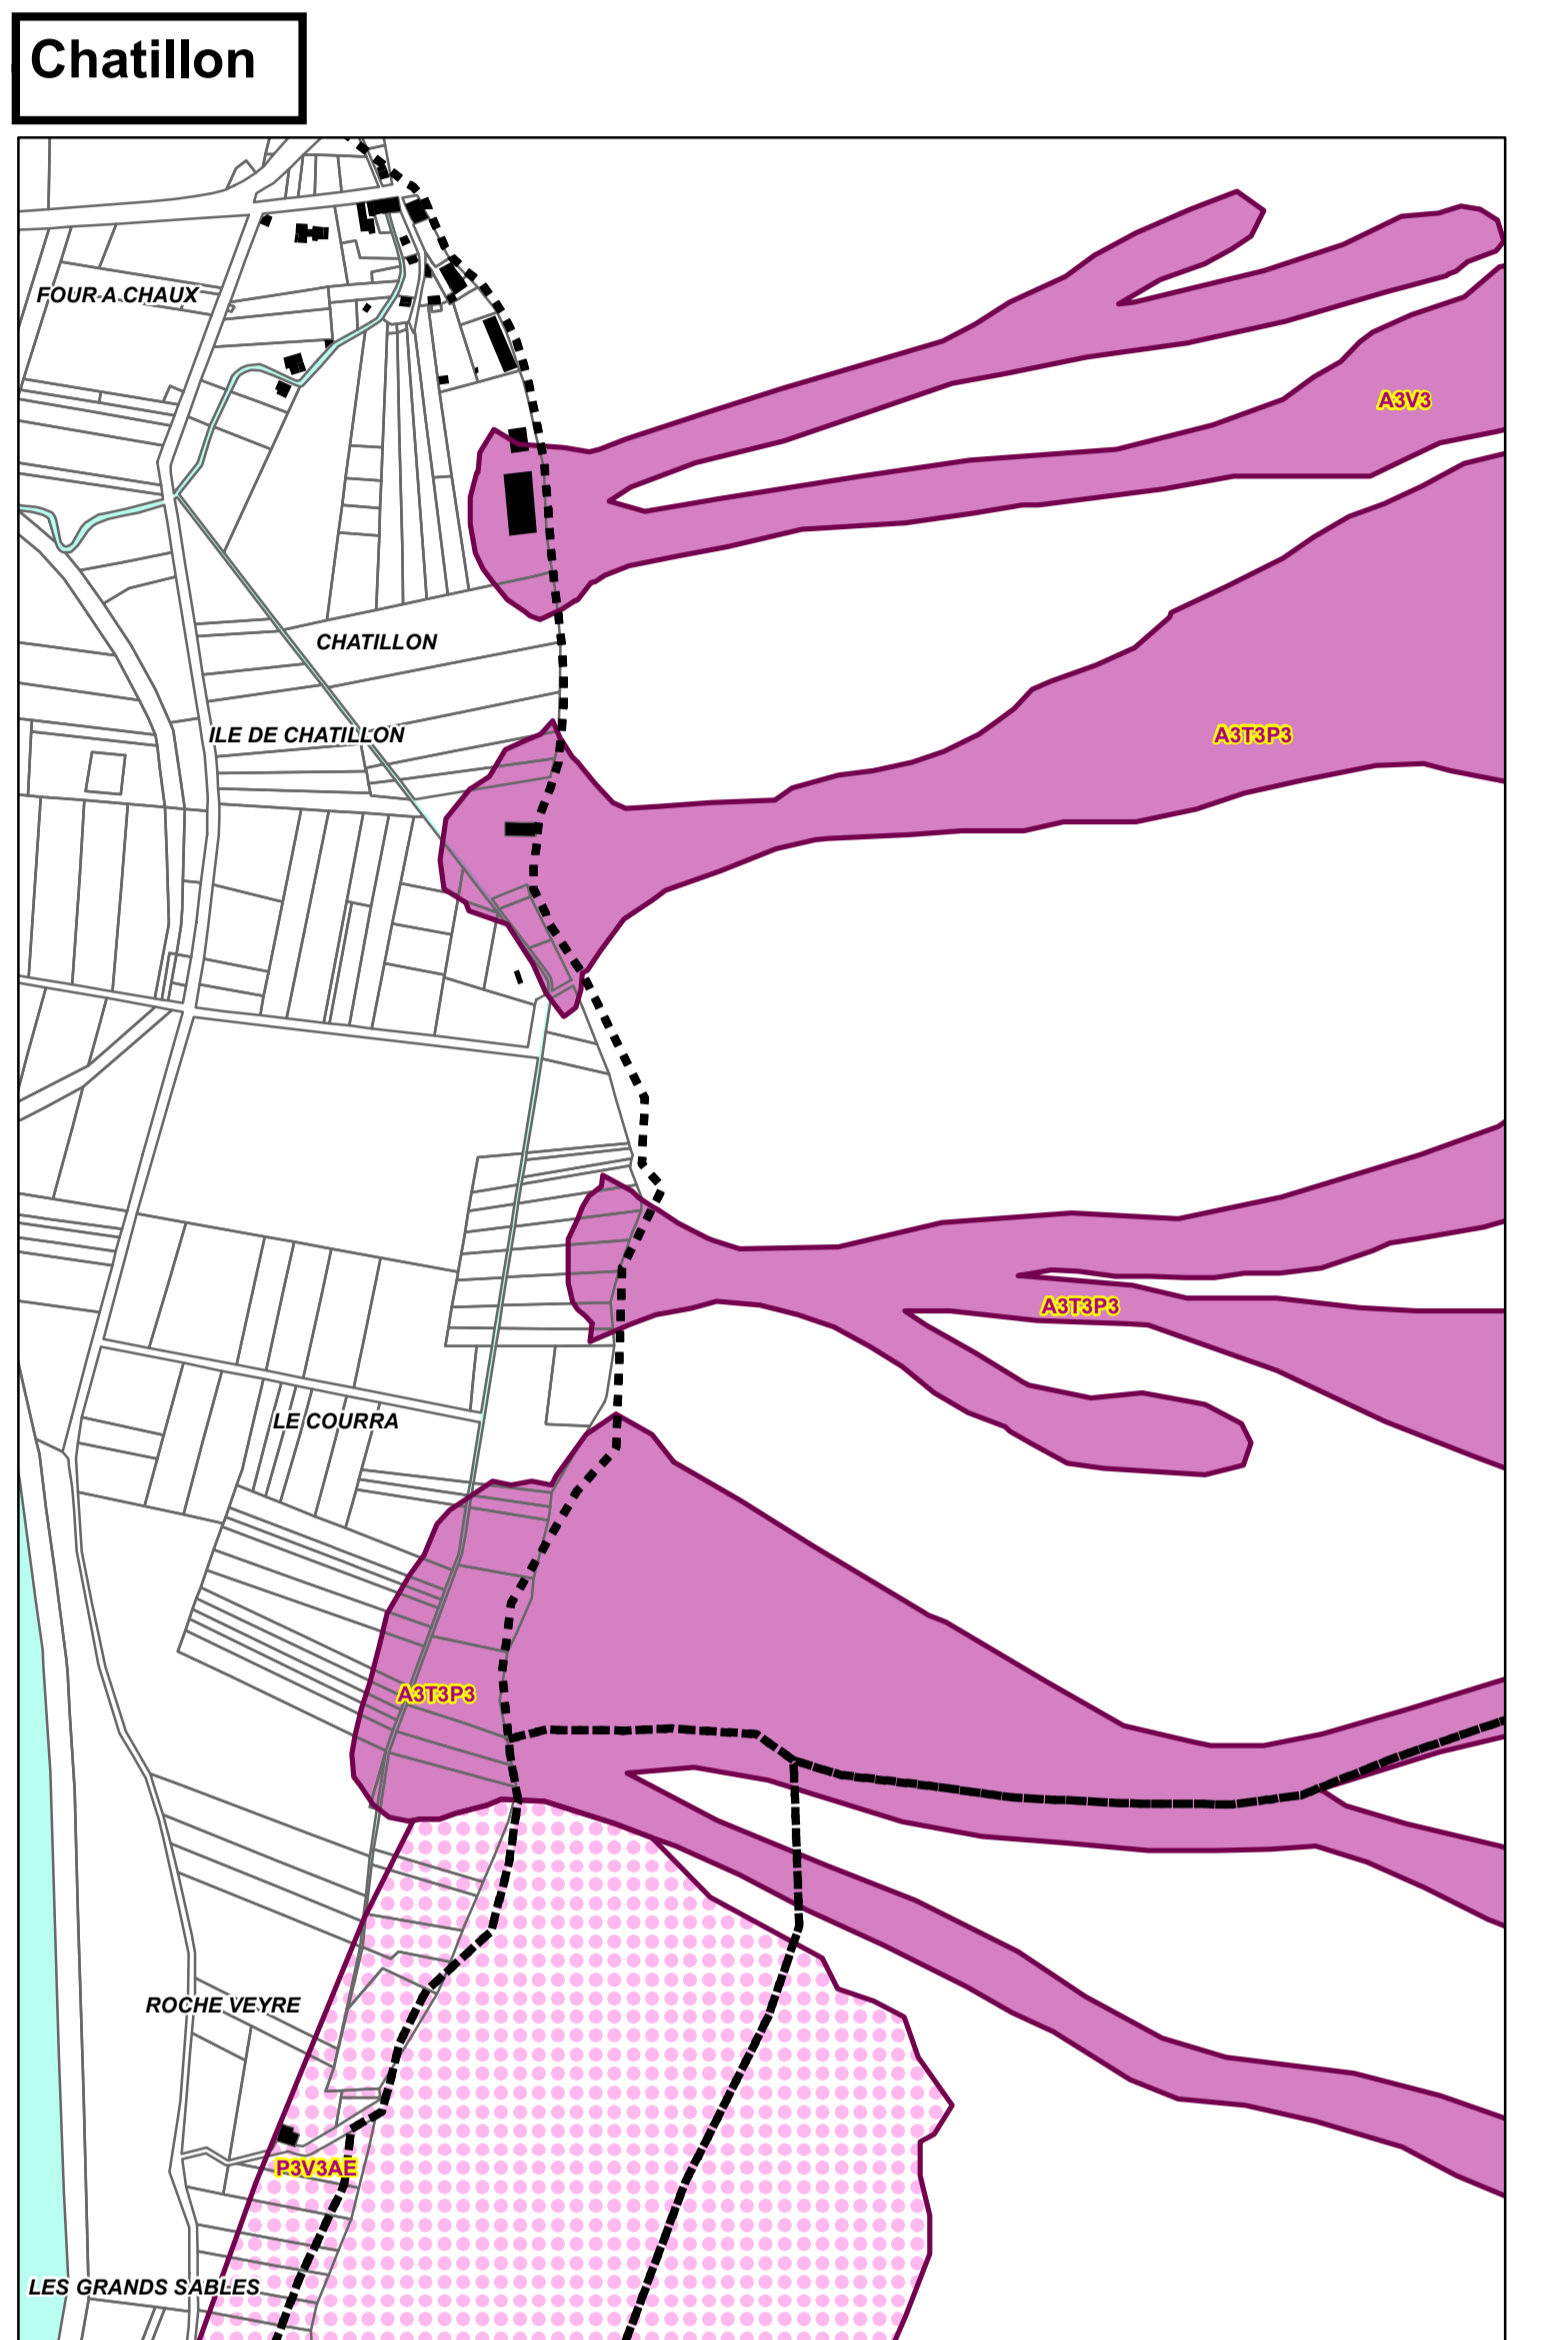 Chatillon
FOUR-A CHAUX
A3V3
CHATILLON
ILE DE CHATILLON
A3T3P3
A3T3P3
LE COURRA
A3T3P3
ROCHE VEYRE
P3V3AE
LES GRANDS SABLES